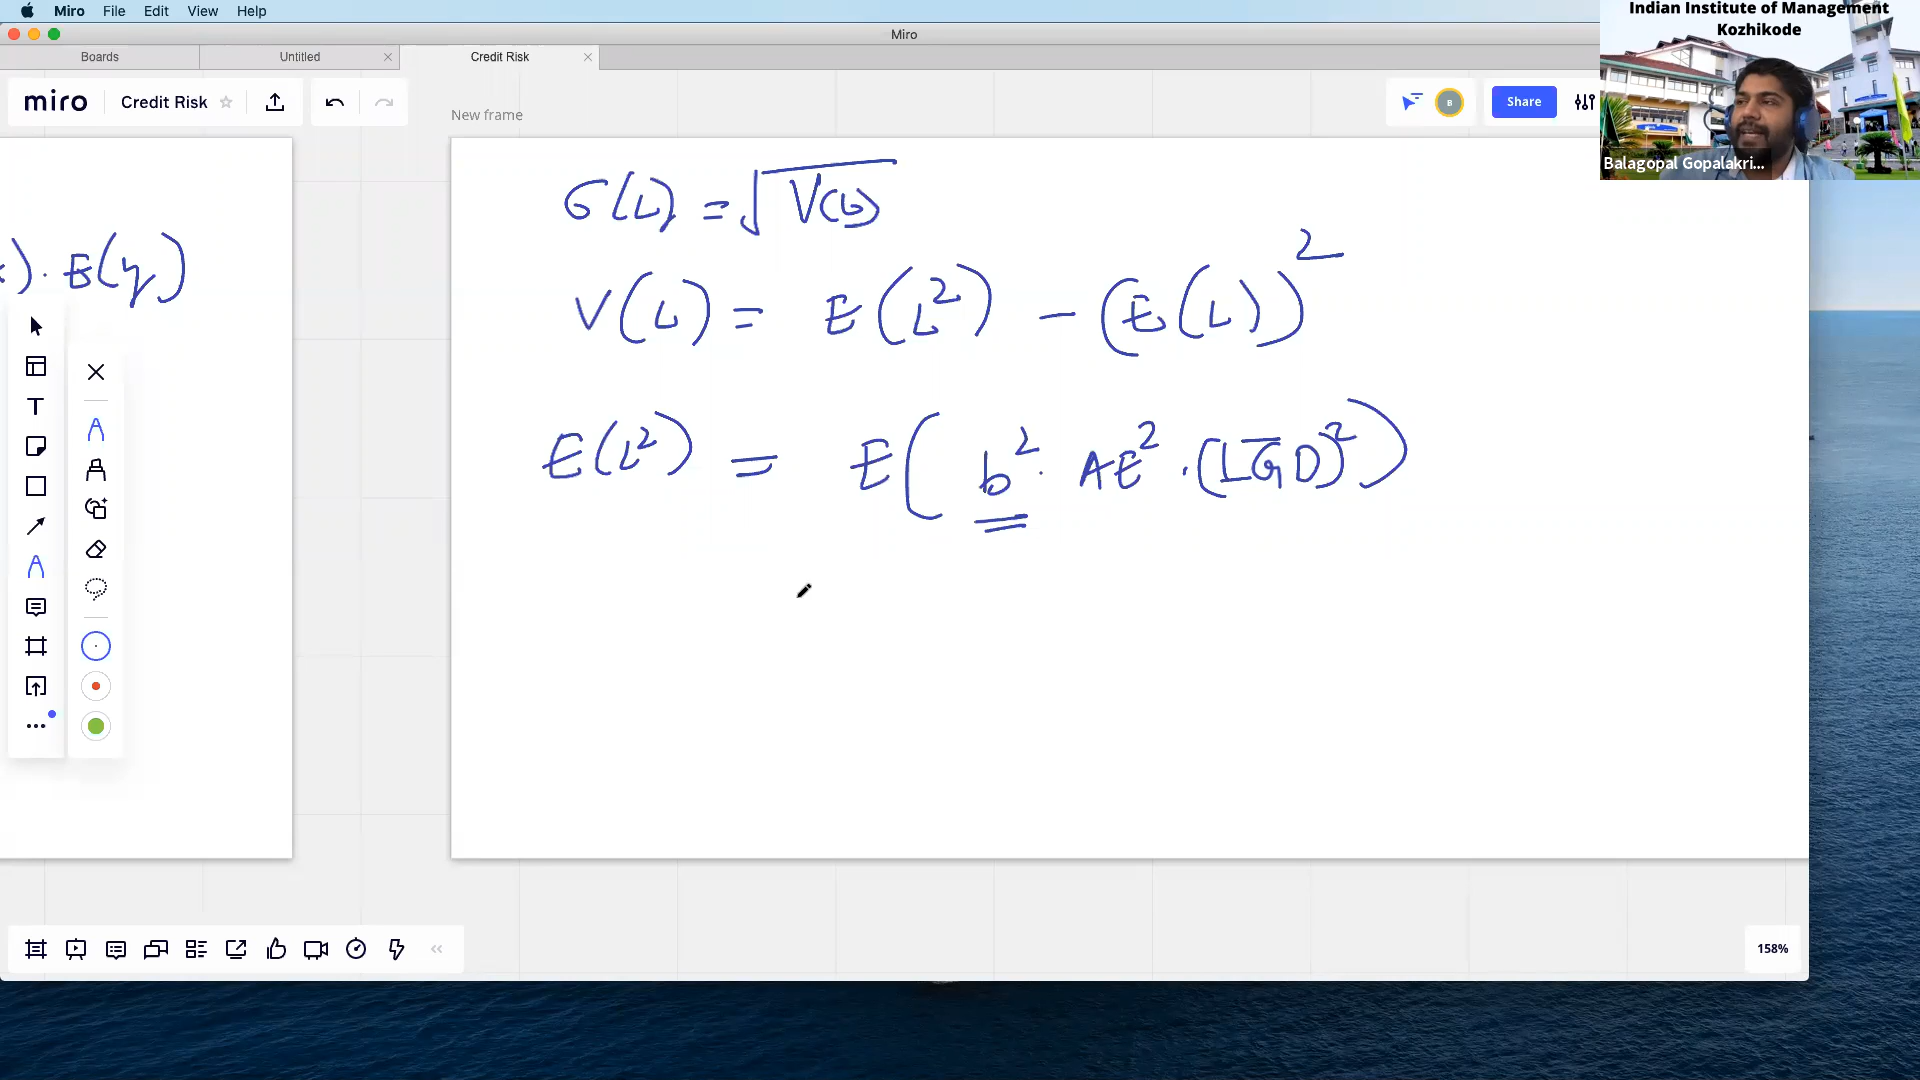 Miro File Edit View Help
Miro
Boards Untitled Credit Risk
miro Credit Risk
B Share
Indian Institute of Management
Kozhikode
Balagopal Gopalakri...
New frame
). E(y)
σ(L) = √V(L)
V(L) = E(L²) - (E(L))²
E(L²) = E( b². AE² . (LGD)² )
T
158%